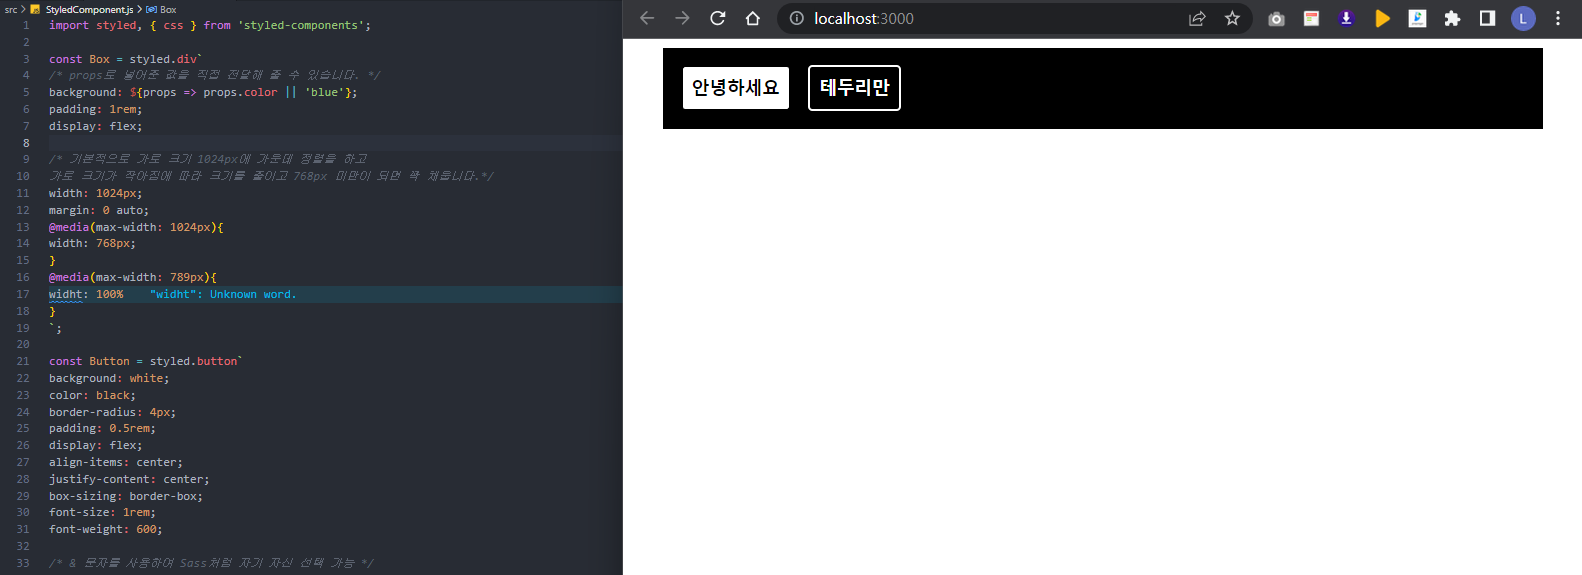 src > StyledComponent.js > Box
1 import styled, { css } from 'styled-components';
2
3 const Box = styled.div`
4 /* props로 넣어준 값을 직접 전달해 줄 수 있습니다. */
5 background: ${props => props.color || 'blue'};
6 padding: 1rem;
7 display: flex;
8
9 /* 기본적으로 가로 크기 1024px에 가운데 정렬을 하고
10 가로 크기가 작아짐에 따라 크기를 줄이고 768px 미만이 되면 꽉 채웁니다.*/
11 width: 1024px;
12 margin: 0 auto;
13 @media(max-width: 1024px){
14 width: 768px;
15 }
16 @media(max-width: 789px){
17 widht: 100% "widht": Unknown word.
18 }
19 `;
20
21 const Button = styled.button`
22 background: white;
23 color: black;
24 border-radius: 4px;
25 padding: 0.5rem;
26 display: flex;
27 align-items: center;
28 justify-content: center;
29 box-sizing: border-box;
30 font-size: 1rem;
31 font-weight: 600;
32
33 /* & 문자를 사용하여 Sass처럼 자기 자신 선택 가능 */
localhost:3000
L
안녕하세요
테두리만